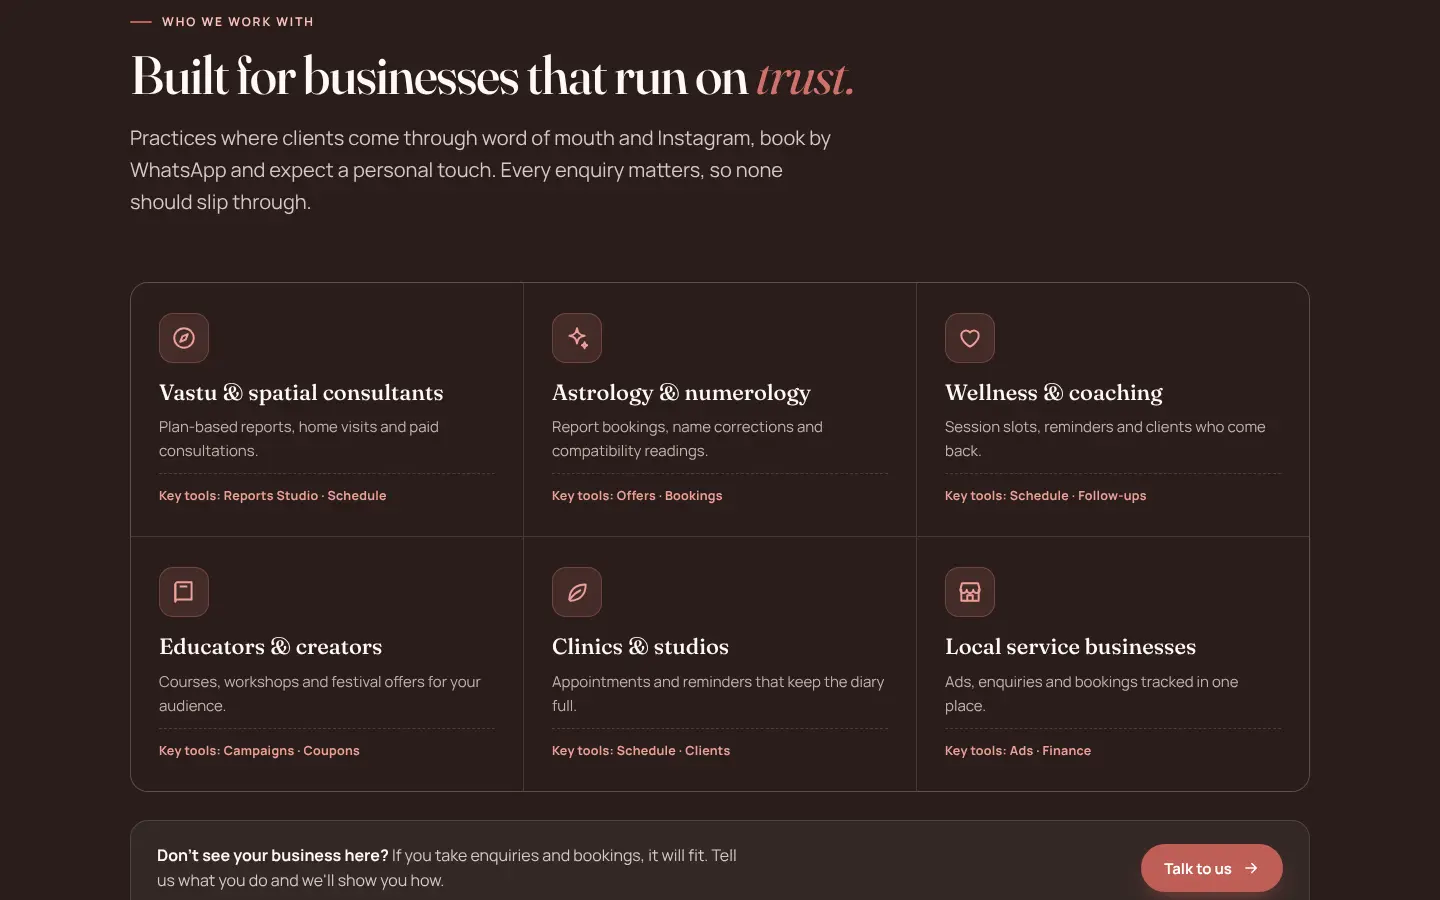 WHO WE WORK WITH
Built for businesses that run on trust.
Practices where clients come through word of mouth and Instagram, book by
WhatsApp and expect a personal touch. Every enquiry matters, so none
should slip through.
Vastu & spatial consultants
Plan-based reports, home visits and paid
consultations.
Key tools: Reports Studio · Schedule
Astrology & numerology
Report bookings, name corrections and
compatibility readings.
Key tools: Offers · Bookings
Wellness & coaching
Session slots, reminders and clients who come
back.
Key tools: Schedule · Follow-ups
Educators & creators
Courses, workshops and festival offers for your
audience.
Key tools: Campaigns · Coupons
Clinics & studios
Appointments and reminders that keep the diary
full.
Key tools: Schedule · Clients
Local service businesses
Ads, enquiries and bookings tracked in one
place.
Key tools: Ads · Finance
Don't see your business here? If you take enquiries and bookings, it will fit. Tell
us what you do and we'll show you how.
Talk to us →